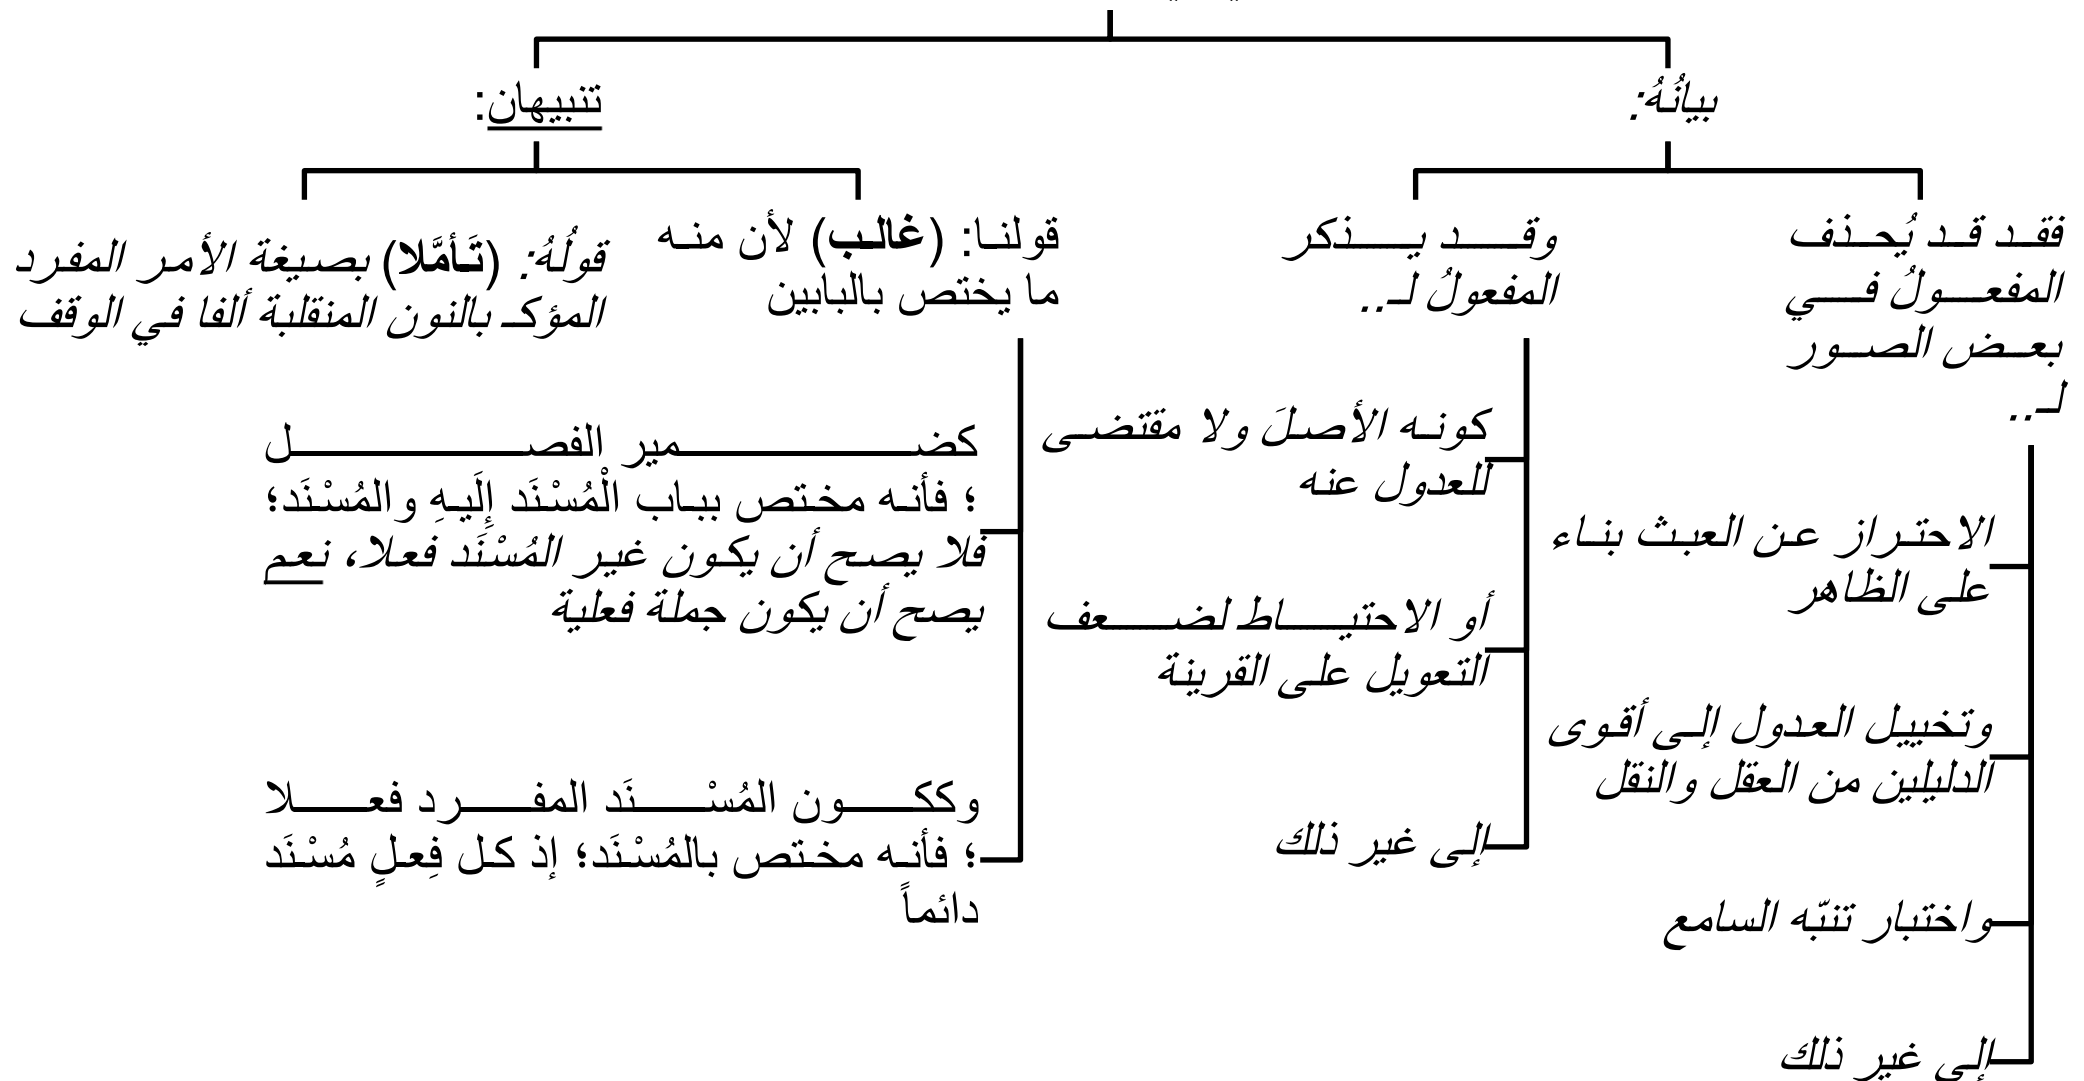 بيانُهُ:
فقد قد يُحذف
المفعولُ في
بعض الصور
لـ..
الاحتراز عن العبث بناء
على الظاهر
وتخييل العدول إلى أقوى
الدليلين من العقل والنقل
واختبار تنبّه السامع
إلى غير ذلك
وقد يذكر
المفعولُ لـ..
كونه الأصلَ ولا مقتضى
للعدول عنه
أو الاحتياط لضعف
التعويل على القرينة
إلى غير ذلك
تنبيهان:
قولنا: (غالب) لأن منه
ما يختص بالبابين
كضمير الفصل
؛ فأنه مختص بباب الْمُسْنَد إِلَيهِ والمُسْنَد؛
فلا يصح أن يكون غير المُسْنَد فعلا، نعم
يصح أن يكون جملة فعلية
وككون المُسْنَد المفرد فعلا
؛ فأنه مختص بالمُسْنَد؛ إذ كل فِعلٍ مُسْنَد
دائماً
قولُهُ: (تَأمَّلا) بصيغة الأمر المفرد
المؤكـ بالنون المنقلبة ألفا في الوقف